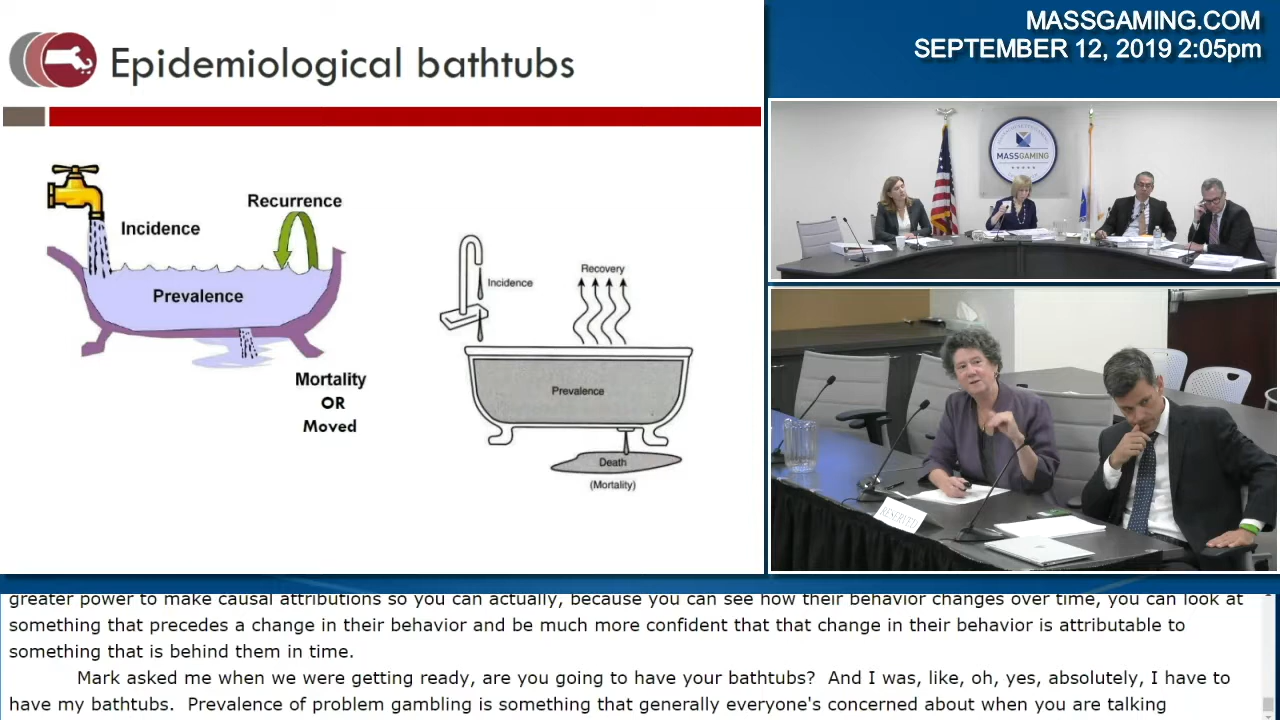 Epidemiological bathtubs
Incidence
Recurrence
Prevalence
Mortality
OR
Moved
Incidence
Recovery
Prevalence
Death
(Mortality)
MASSGAMING.COM
SEPTEMBER 12, 2019 2:05pm
MASSGAMING
RESERVED
greater power to make causal attributions so you can actually, because you can see how their behavior changes over time, you can look at
something that precedes a change in their behavior and be much more confident that that change in their behavior is attributable to
something that is behind them in time.
Mark asked me when we were getting ready, are you going to have your bathtubs?  And I was, like, oh, yes, absolutely, I have to
have my bathtubs.  Prevalence of problem gambling is something that generally everyone's concerned about when you are talking